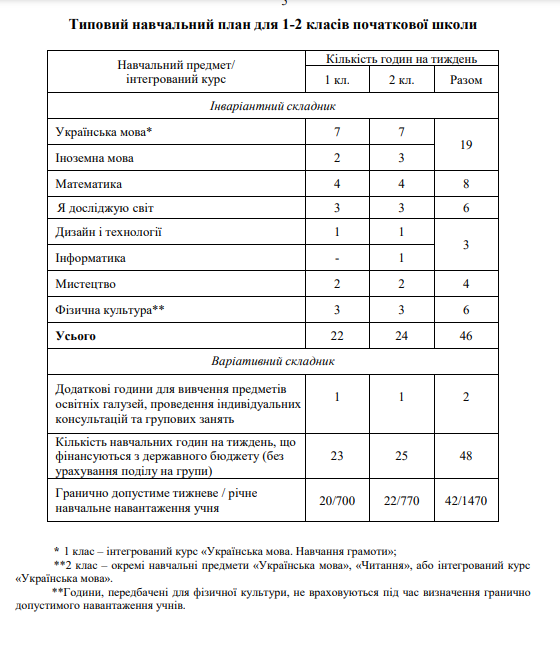 Типовий навчальний план для 1-2 класів початкової школи
Навчальний предмет/
інтегрований курс
Кількість годин на тиждень
1 кл. 2 кл. Разом
Інваріантний складник
Українська мова* 7 7
19
Іноземна мова 2 3
Математика 4 4 8
Я досліджую світ 3 3 6
Дизайн і технології 1 1
3
Інформатика - 1
Мистецтво 2 2 4
Фізична культура** 3 3 6
Усього 22 24 46
Варіативний складник
Додаткові години для вивчення предметів
освітніх галузей, проведення індивідуальних
консультацій та групових занять
1 1 2
Кількість навчальних годин на тиждень, що
фінансуються з державного бюджету (без
урахування поділу на групи)
23 25 48
Гранично допустиме тижневе / річне
навчальне навантаження учня
20/700 22/770 42/1470
* 1 клас – інтегрований курс «Українська мова. Навчання грамоти»;
**2 клас – окремі навчальні предмети «Українська мова», «Читання», або інтегрований курс
«Українська мова».
**Години, передбачені для фізичної культури, не враховуються під час визначення гранично
допустимого навантаження учнів.